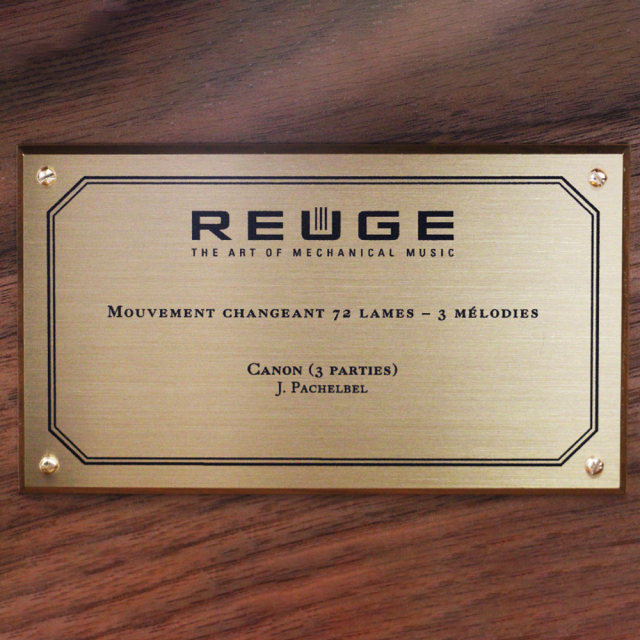 REUGE
THE ART OF MECHANICAL MUSIC
MOUVEMENT CHANGEANT 72 LAMES – 3 MÉLODIES
CANON (3 PARTIES)
J. PACHELBEL